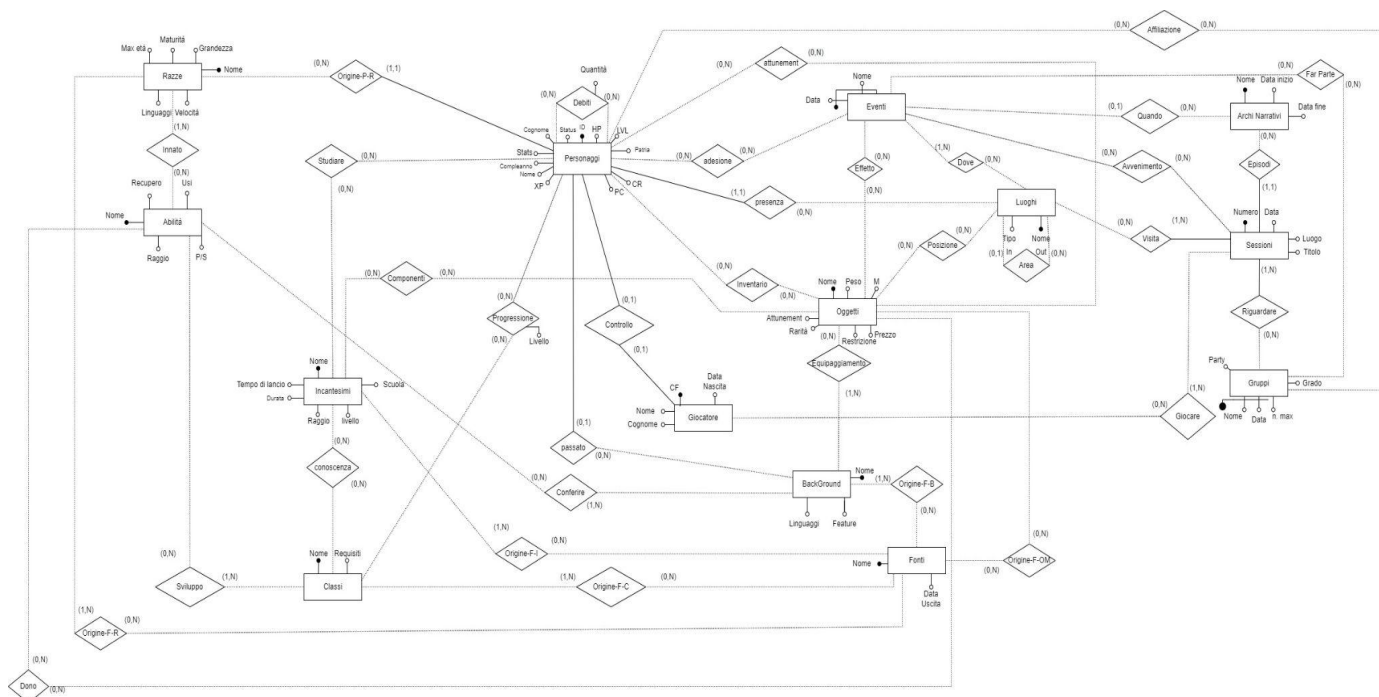 (0,N)
Affiliazione
(0,N)
Max etá
Maturitá
Grandezza
Razze
Nome
Linguaggi
Velocità
(0,N)
Origine-P-R
(1,1)
Quantità
(0,N)
Debiti
(0,N)
(0,N)
attunement
(0,N)
Nome
Data
Eventi
(0,N)
Far Parte
(0,N)
Nome
Data inizio
Archi Narrativi
Data fine
(0,1)
Quando
(0,N)
(1,N)
Innato
(0,N)
Cognome
Status
ID
HP
LVL
Stats
Personaggi
Patria
Compleanno
Nome
XP
PC
CR
(0,N)
Studiare
(0,N)
(0,N)
adesione
(0,N)
(0,N)
Effetto
(0,N)
(1,N)
Dove
(0,N)
(0,N)
Avvenimento
(0,N)
(0,N)
Episodi
(1,1)
Recupero
Usi
Nome
Abilità
Raggio
P/S
(1,1)
presenza
(0,N)
Luoghi
Tipo
Nome
In
Out
(0,1)
(0,N)
Area
(0,N)
Visita
(1,N)
Numero
Data
Sessioni
Luogo
Titolo
(0,N)
Posizione
(0,N)
(0,N)
Componenti
(0,N)
(0,N)
Inventario
(0,N)
Nome
Peso
M
Oggetti
Attunement
Rarità
Restrizione
Prezzo
(0,N)
Progressione
(0,N)
Livello
(0,1)
Controllo
(0,1)
(1,N)
Riguardare
(0,N)
(0,N)
Equipaggiamento
(1,N)
Nome
Tempo di lancio
Durata
Incantesimi
Scuola
Raggio
livello
CF
Data
Nascita
Nome
Cognome
Giocatore
(0,N)
Giocare
(1,N)
Party
Gruppi
Grado
Nome
Data
n. max
(0,N)
conoscenza
(0,N)
(0,1)
passato
(0,N)
(0,N)
Conferire
(1,N)
BackGround
Nome
Linguaggi
Feature
(1,N)
Origine-F-B
(0,N)
(1,N)
Origine-F-I
(0,N)
Nome
Fonti
Data
Uscita
(0,N)
Origine-F-OM
(0,N)
Nome
Requisiti
Classi
(0,N)
Sviluppo
(1,N)
(1,N)
Origine-F-C
(0,N)
(1,N)
Origine-F-R
(0,N)
(0,N)
Dono
(0,N)